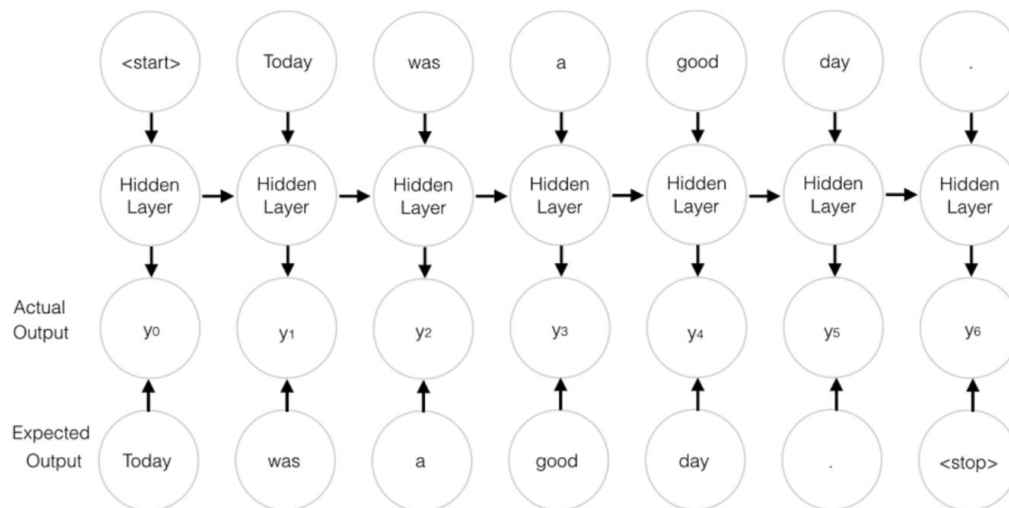 <start> Today was a good day .
Hidden Hidden Hidden Hidden Hidden Hidden Hidden
Layer Layer Layer Layer Layer Layer Layer
Actual
Output y0 y1 y2 y3 y4 y5 y6
Expected
Output Today was a good day . <stop>